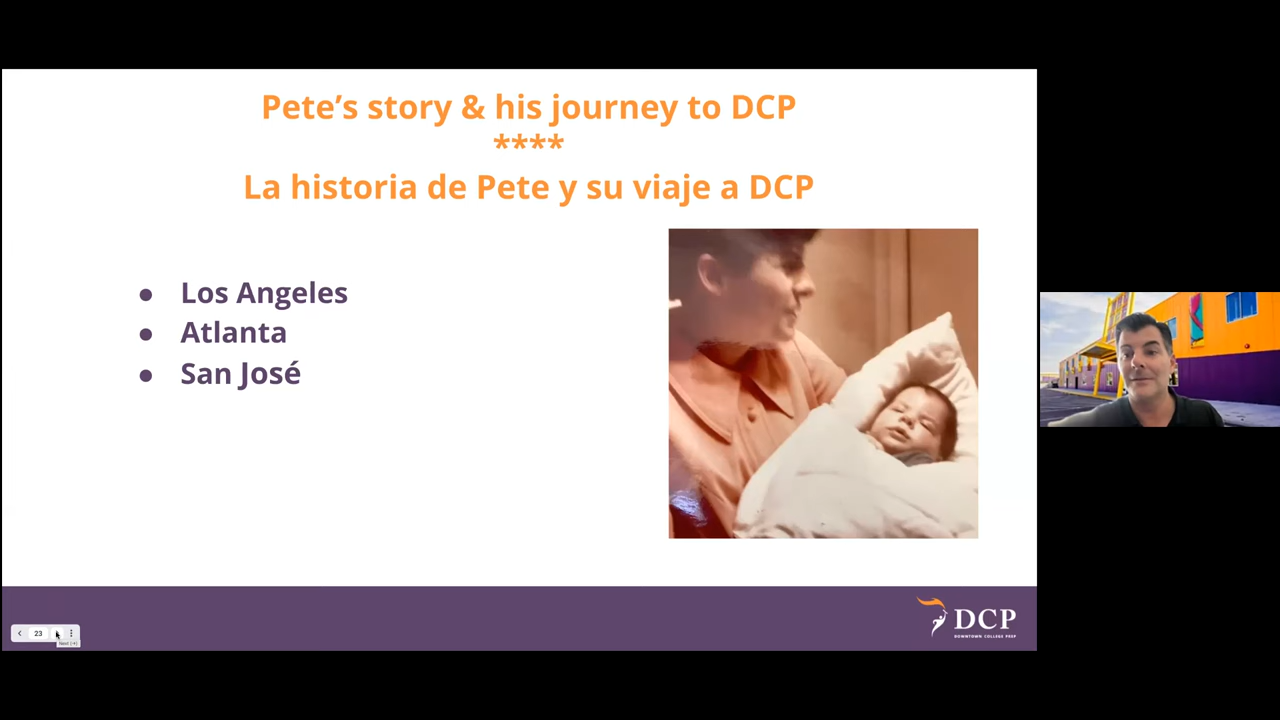 Pete’s story & his journey to DCP
****
La historia de Pete y su viaje a DCP
● Los Angeles
● Atlanta
● San José
23
Next (→)
DCP
DOWNTOWN COLLEGE PREP